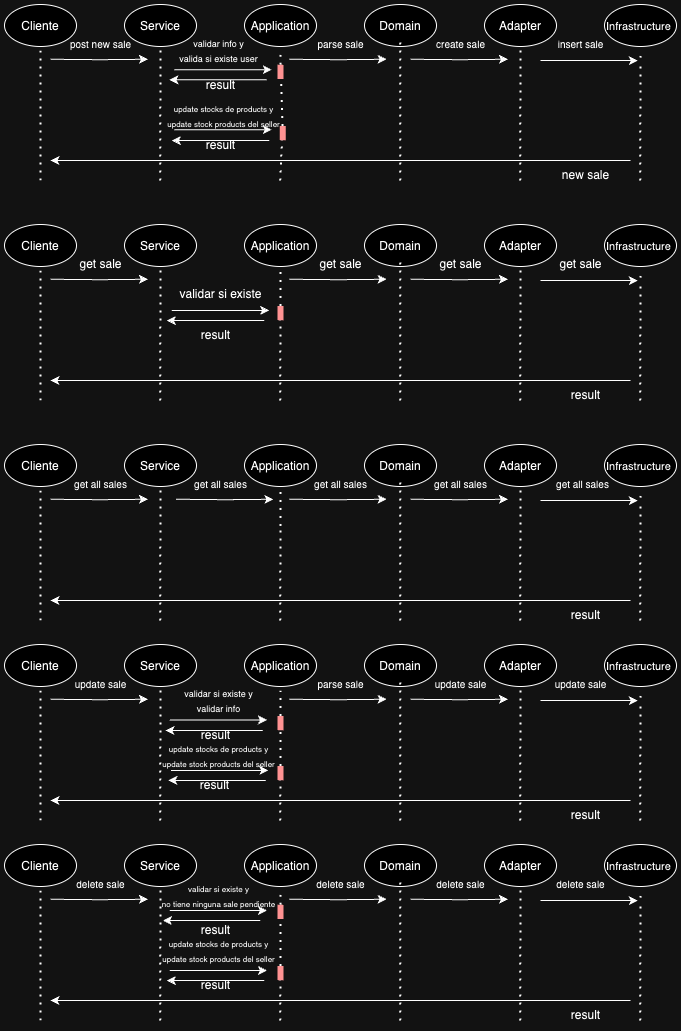 Cliente Service Application Domain Adapter Infrastructure
post new sale
validar info y
valida si existe user
parse sale
create sale
insert sale
result
update stocks de products y
update stock products del seller
result
new sale
Cliente Service Application Domain Adapter Infrastructure
get sale
get sale
get sale
get sale
validar si existe
result
result
Cliente Service Application Domain Adapter Infrastructure
get all sales
get all sales
get all sales
get all sales
get all sales
result
Cliente Service Application Domain Adapter Infrastructure
update sale
validar si existe y
validar info
parse sale
update sale
update sale
result
update stocks de products y
update stock products del seller
result
result
Cliente Service Application Domain Adapter Infrastructure
delete sale
validar si existe y
no tiene ninguna sale pendiente
delete sale
delete sale
delete sale
result
update stocks de products y
update stock products del seller
result
result